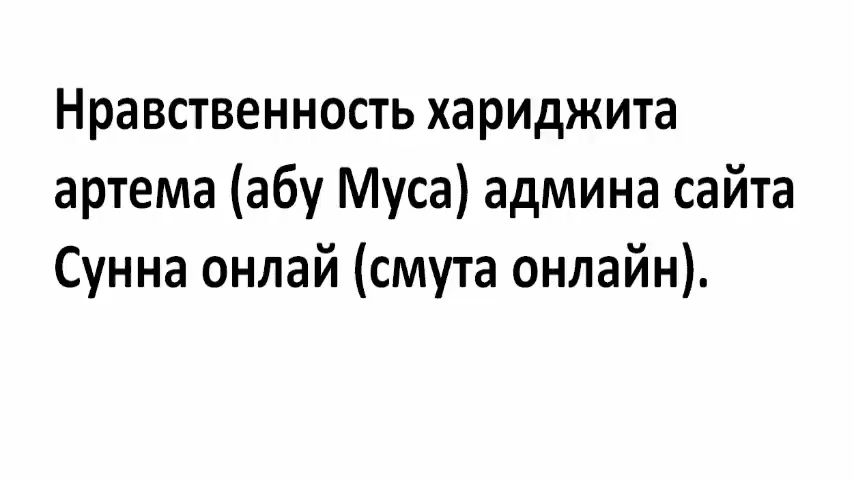 Нравственность хариджита
артема (абу Муса) админа сайта
Сунна онлай (смута онлайн).